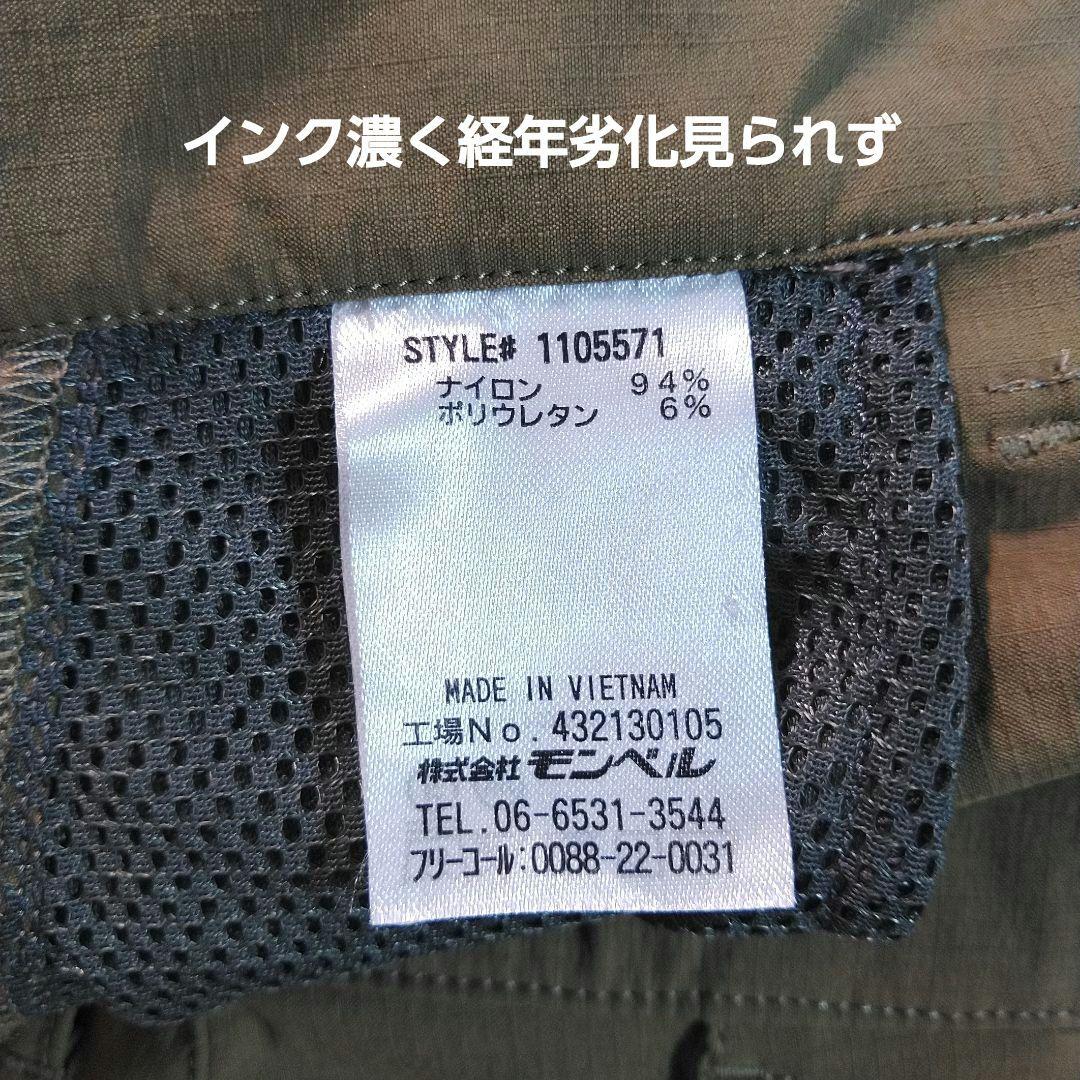 インク濃く経年劣化見られず
STYLE# 1105571
ナイロン 94%
ポリウレタン 6%
MADE IN VIETNAM
工場No.432130105
株式会社モンベル
TEL.06-6531-3544
フリーコール:0088-22-0031